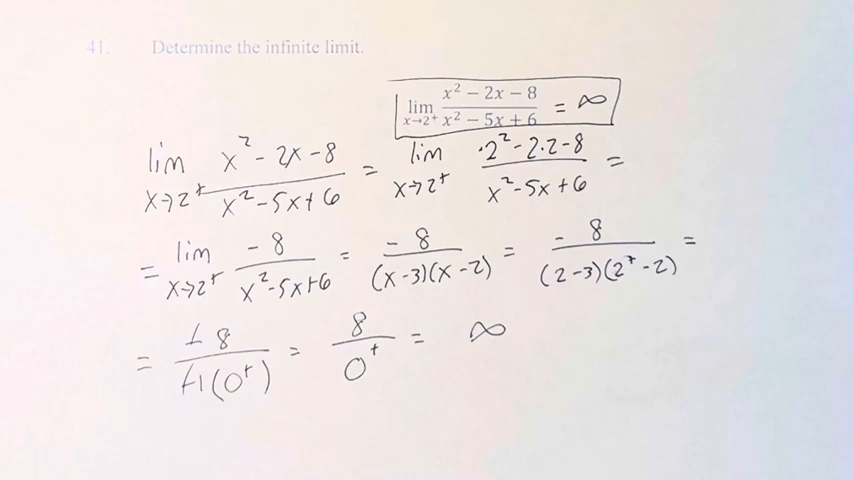 41. Determine the infinite limit.
lim x→2⁺ (x² − 2x − 8)/(x² − 5x + 6) = ∞
lim x→2⁺ (x² - 2x - 8)/(x² - 5x + 6) = lim x→2⁺ (·2² - 2·2 - 8)/(x² - 5x + 6) =
= lim x→2⁺ (-8)/(x² - 5x + 6) = (-8)/((x - 3)(x - 2)) = (-8)/((2 - 3)(2⁺ - 2)) =
= (-8)/(-1(0⁺)) = 8/0⁺ = ∞